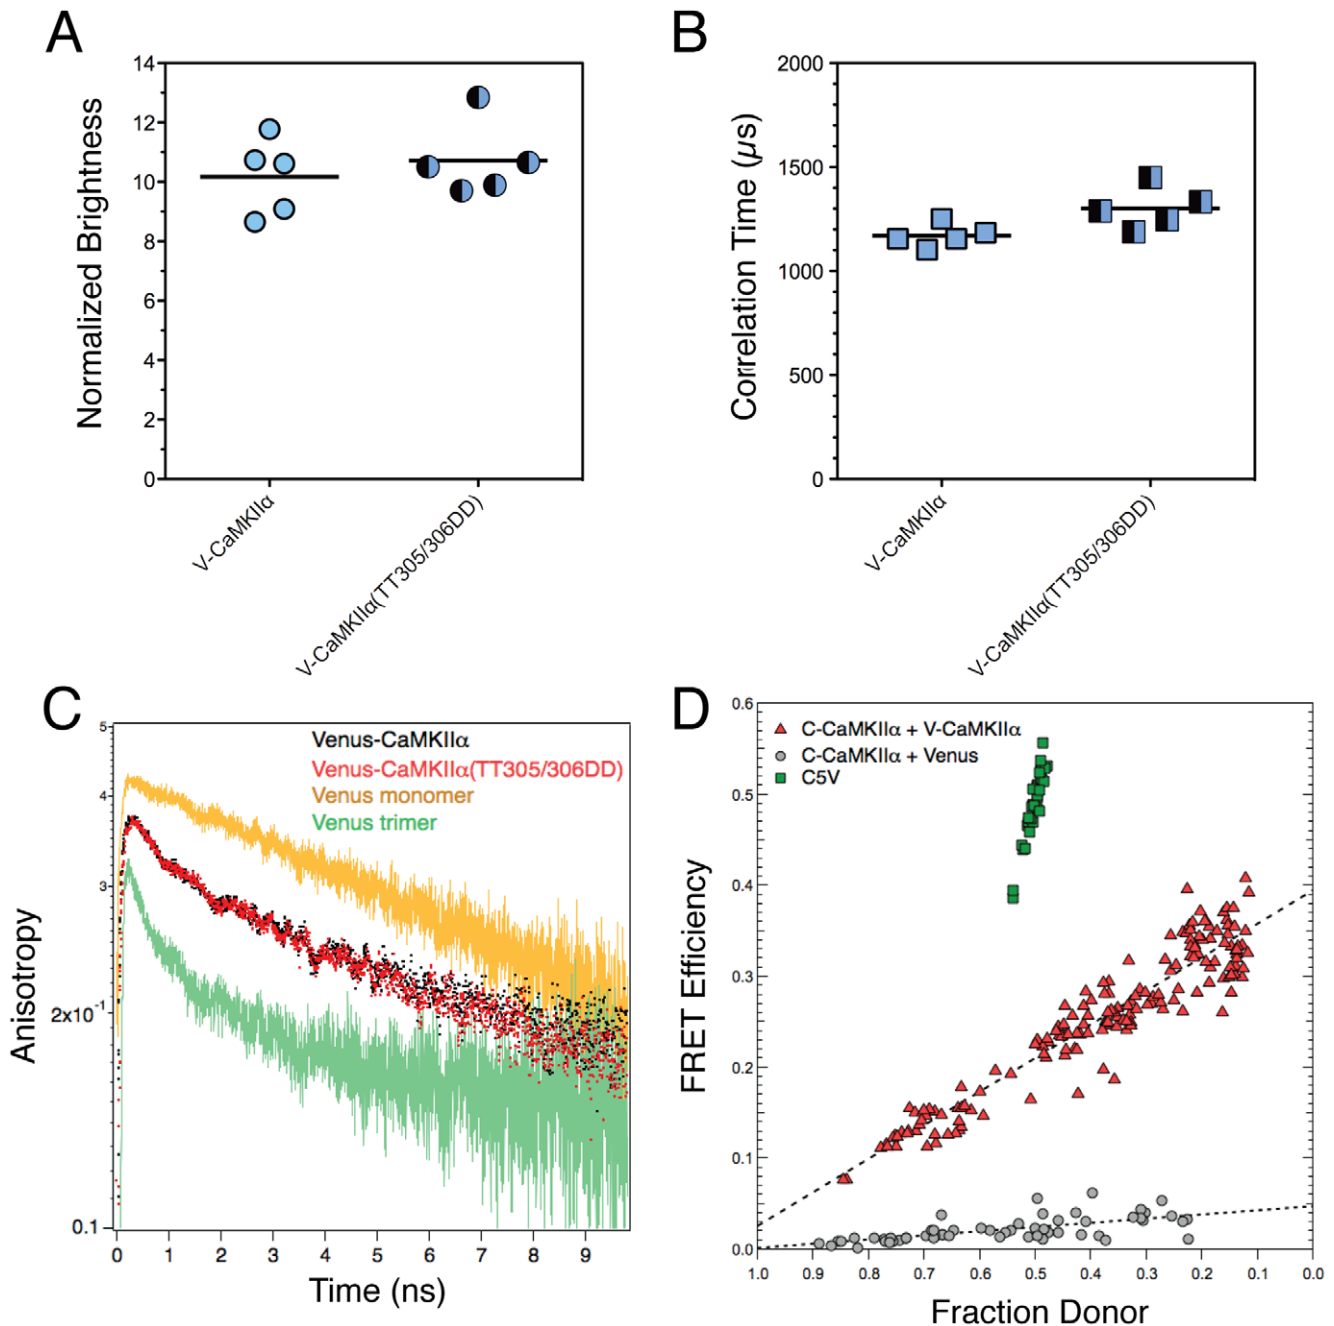 A
14
12
10
8
6
4
2
0
Normalized Brightness
V-CaMKIIα
V-CaMKIIα(TT305/306DD)
B
2000
1500
1000
500
0
Correlation Time (µs)
V-CaMKIIα
V-CaMKIIα(TT305/306DD)
C
5
4
3
2x10⁻¹
0.1
Anisotropy
Venus-CaMKIIα
Venus-CaMKIIα(TT305/306DD)
Venus monomer
Venus trimer
0 1 2 3 4 5 6 7 8 9
Time (ns)
D
0.6
0.5
0.4
0.3
0.2
0.1
0.0
FRET Efficiency
C-CaMKIIα + V-CaMKIIα
C-CaMKIIα + Venus
C5V
1.0 0.9 0.8 0.7 0.6 0.5 0.4 0.3 0.2 0.1 0.0
Fraction Donor